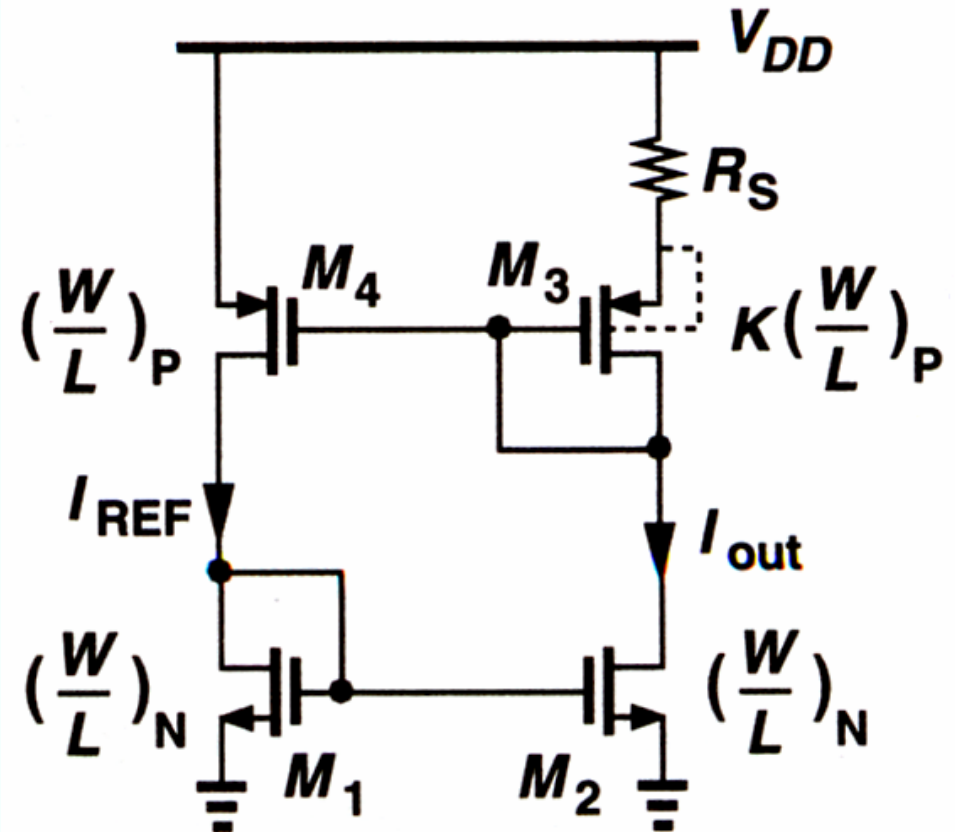 V_DD
R_S
M_4
M_3
(W/L)_P
K(W/L)_P
I_REF
I_out
(W/L)_N
(W/L)_N
M_1
M_2